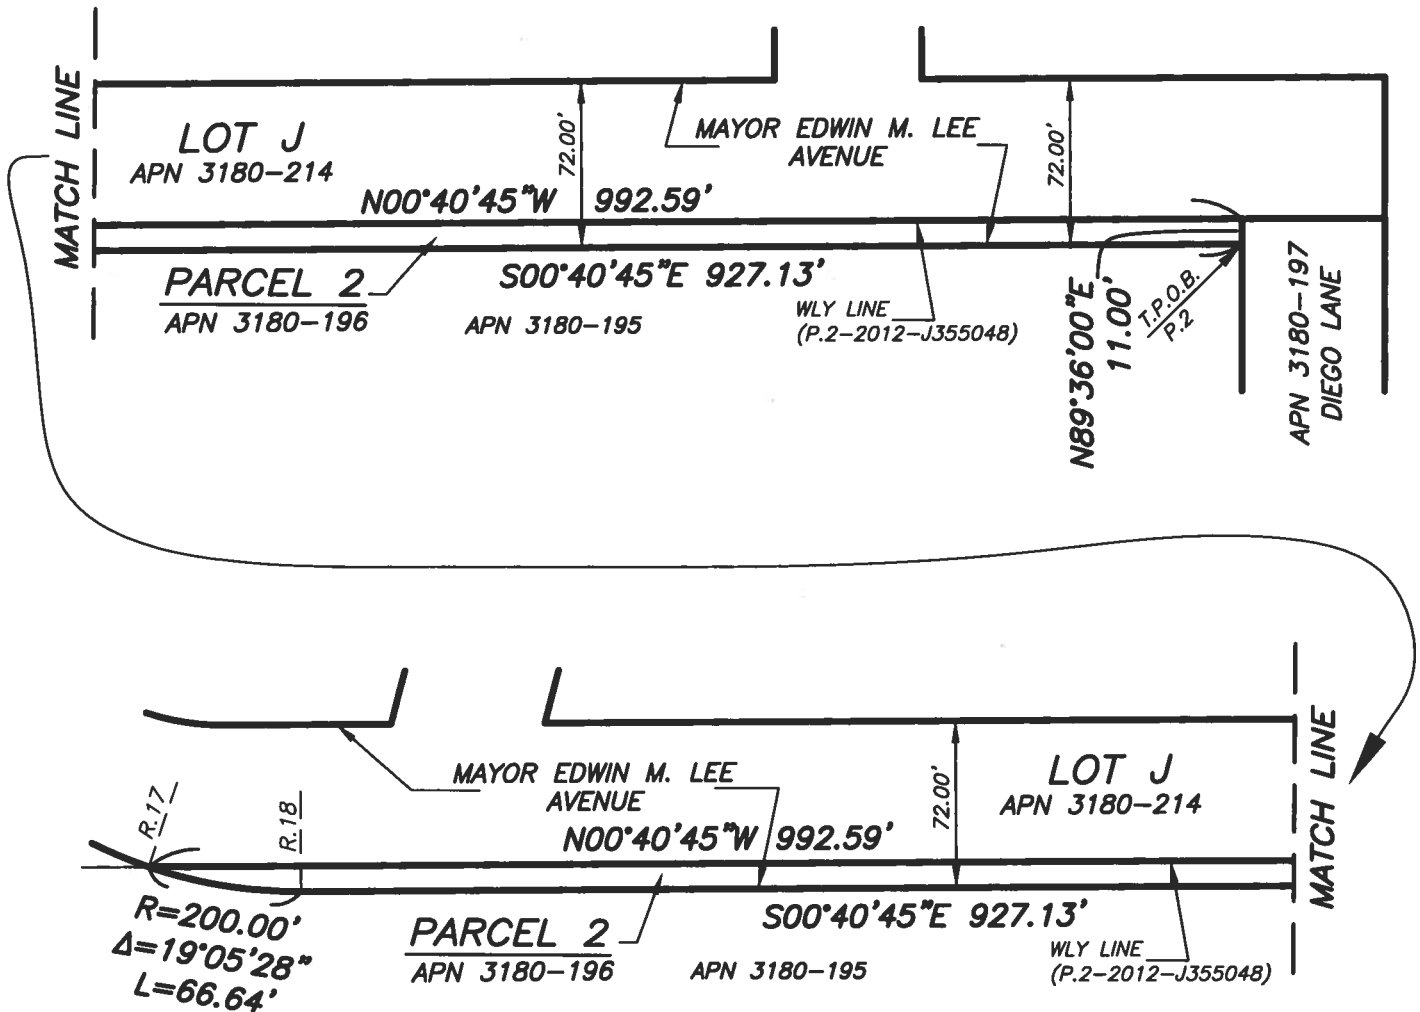 MATCH LINE
LOT J
APN 3180-214
72.00'
MAYOR EDWIN M. LEE
AVENUE
72.00'
N00°40'45"W 992.59'
PARCEL 2
APN 3180-196
S00°40'45"E 927.13'
APN 3180-195
WLY LINE
(P.2-2012-J355048)
N89°36'00"E
11.00'
T.P.O.B.
P.2
APN 3180-197
DIEGO LANE
MAYOR EDWIN M. LEE
AVENUE
72.00'
LOT J
APN 3180-214
MATCH LINE
R.17
R.18
N00°40'45"W 992.59'
R=200.00'
Δ=19°05'28"
L=66.64'
PARCEL 2
APN 3180-196
S00°40'45"E 927.13'
APN 3180-195
WLY LINE
(P.2-2012-J355048)